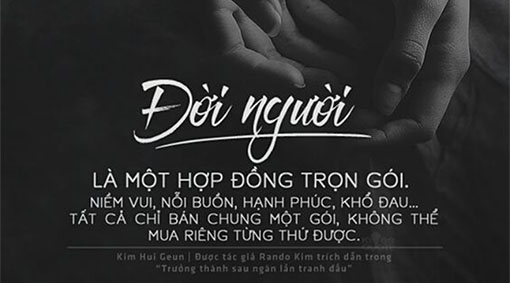 Đời người
LÀ MỘT HỢP ĐỒNG TRỌN GÓI.
NIỀM VUI, NỖI BUỒN, HẠNH PHÚC, KHỔ ĐAU...
TẤT CẢ CHỈ BÁN CHUNG MỘT GÓI, KHÔNG THỂ
MUA RIÊNG TỪNG THỨ ĐƯỢC.
Kim Hui Geun | Được tác giả Rando Kim trích dẫn trong
"Trưởng thành sau ngàn lần tranh đấu"